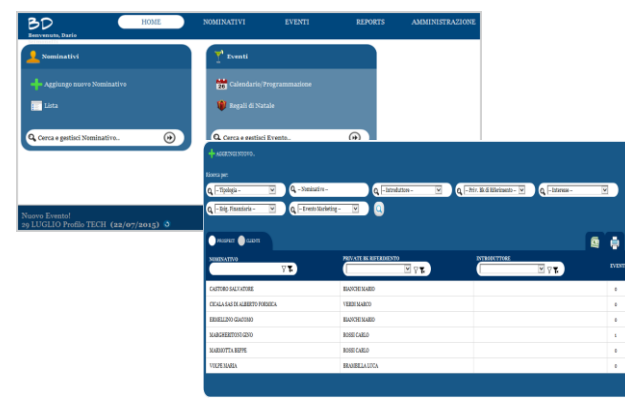 BD
HOME
NOMINATIVI
EVENTI
REPORTS
AMMINISTRAZIONE
Benvenuto, Dario
Nominativi
Aggiungo nuovo Nominativo
Lista
Cerca e gestisci Nominativo..
Eventi
Calendario/Programmazione
Regali di Natale
Cerca e gestisci Evento..
Nuovo Evento!
29 LUGLIO Profilo TECH (22/07/2015)
AGGIUNGI NUOVO..
Ricerca per:
-- Tipologia --
-- Nominativo --
-- Introduttore --
-- Priv. Bk di Riferimento --
-- Interesse --
-- Orig. Finanziaria --
-- Evento Marketing --
PROSPECT
CLIENTI
NOMINATIVO
PRIVATE BK RIFERIMENTO
INTRODUTTORE
EVENTI
CASTORO SALVATORE
BIANCHI MARIO
CICALA SAS DI ALBERTO FORMICA
VERDI MARCO
BIANCHI MARIO
MARGHERITONI GINO
ROSSI CARLO
MARMOTTA BEPPE
ROSSI CARLO
VOLPE MARIA
BRAMBILLA LUCA